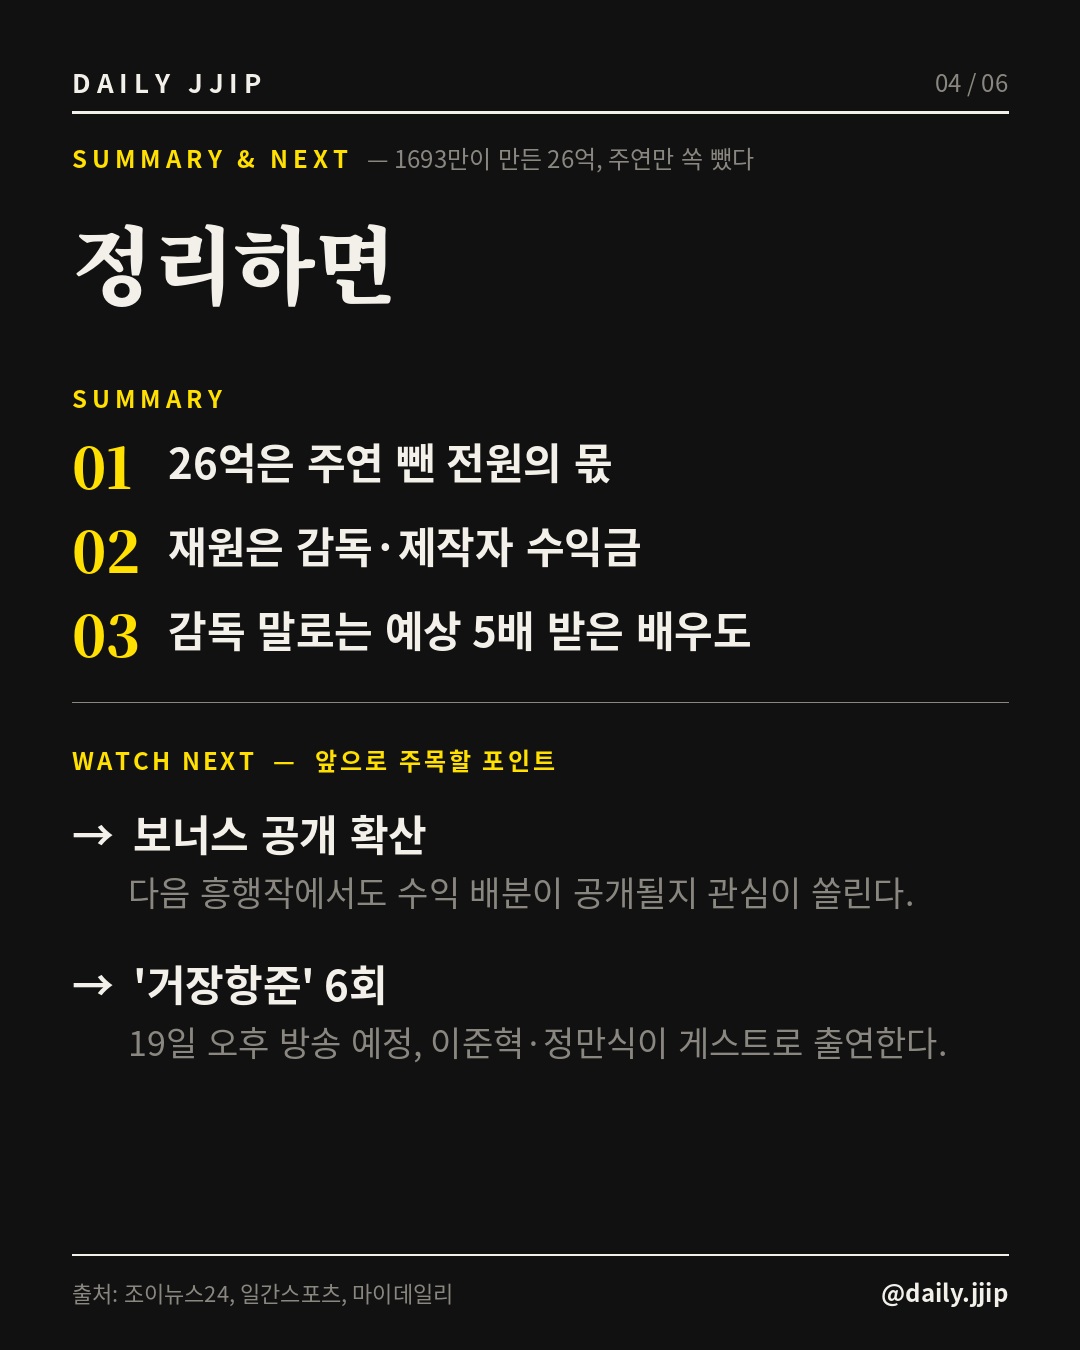 DAILY JJIP
04 / 06
SUMMARY & NEXT — 1693만이 만든 26억, 주연만 쏙 뺐다
정리하면
SUMMARY
01 26억은 주연 뺀 전원의 몫
02 재원은 감독·제작자 수익금
03 감독 말로는 예상 5배 받은 배우도
WATCH NEXT — 앞으로 주목할 포인트
→ 보너스 공개 확산
다음 흥행작에서도 수익 배분이 공개될지 관심이 쏠린다.
→ '거장항준' 6회
19일 오후 방송 예정, 이준혁·정만식이 게스트로 출연한다.
출처: 조이뉴스24, 일간스포츠, 마이데일리
@daily.jjip